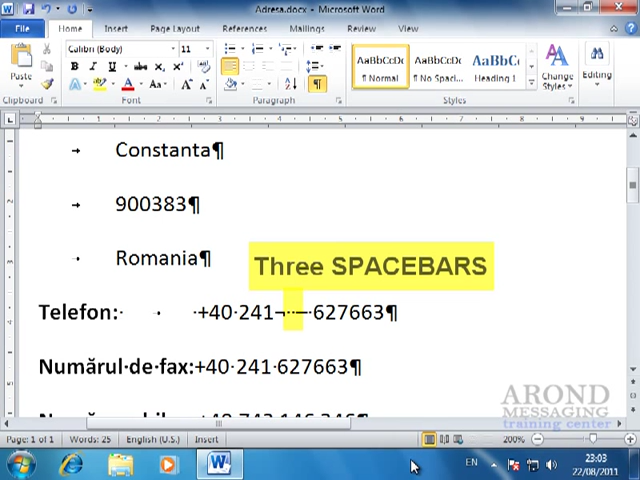 Adresa.docx - Microsoft Word
File Home Insert Page Layout References Mailings Review View
Calibri (Body) 11
Paste
AaBbCcDc AaBbCcDc AaBbCc
¶ Normal ¶ No Spaci... Heading 1
Change Styles
Editing
Clipboard Font Paragraph Styles
→ Constanta¶
→ 900383¶
Romania¶
Three SPACEBARS
Telefon:· · ·+40·241¬··–·627663¶
Numărul·de·fax:+40·241·627663¶
AROND
MESSAGING
training center
Page: 1 of 1 Words: 25 English (U.S.) Insert 200%
EN 23:03
22/08/2011